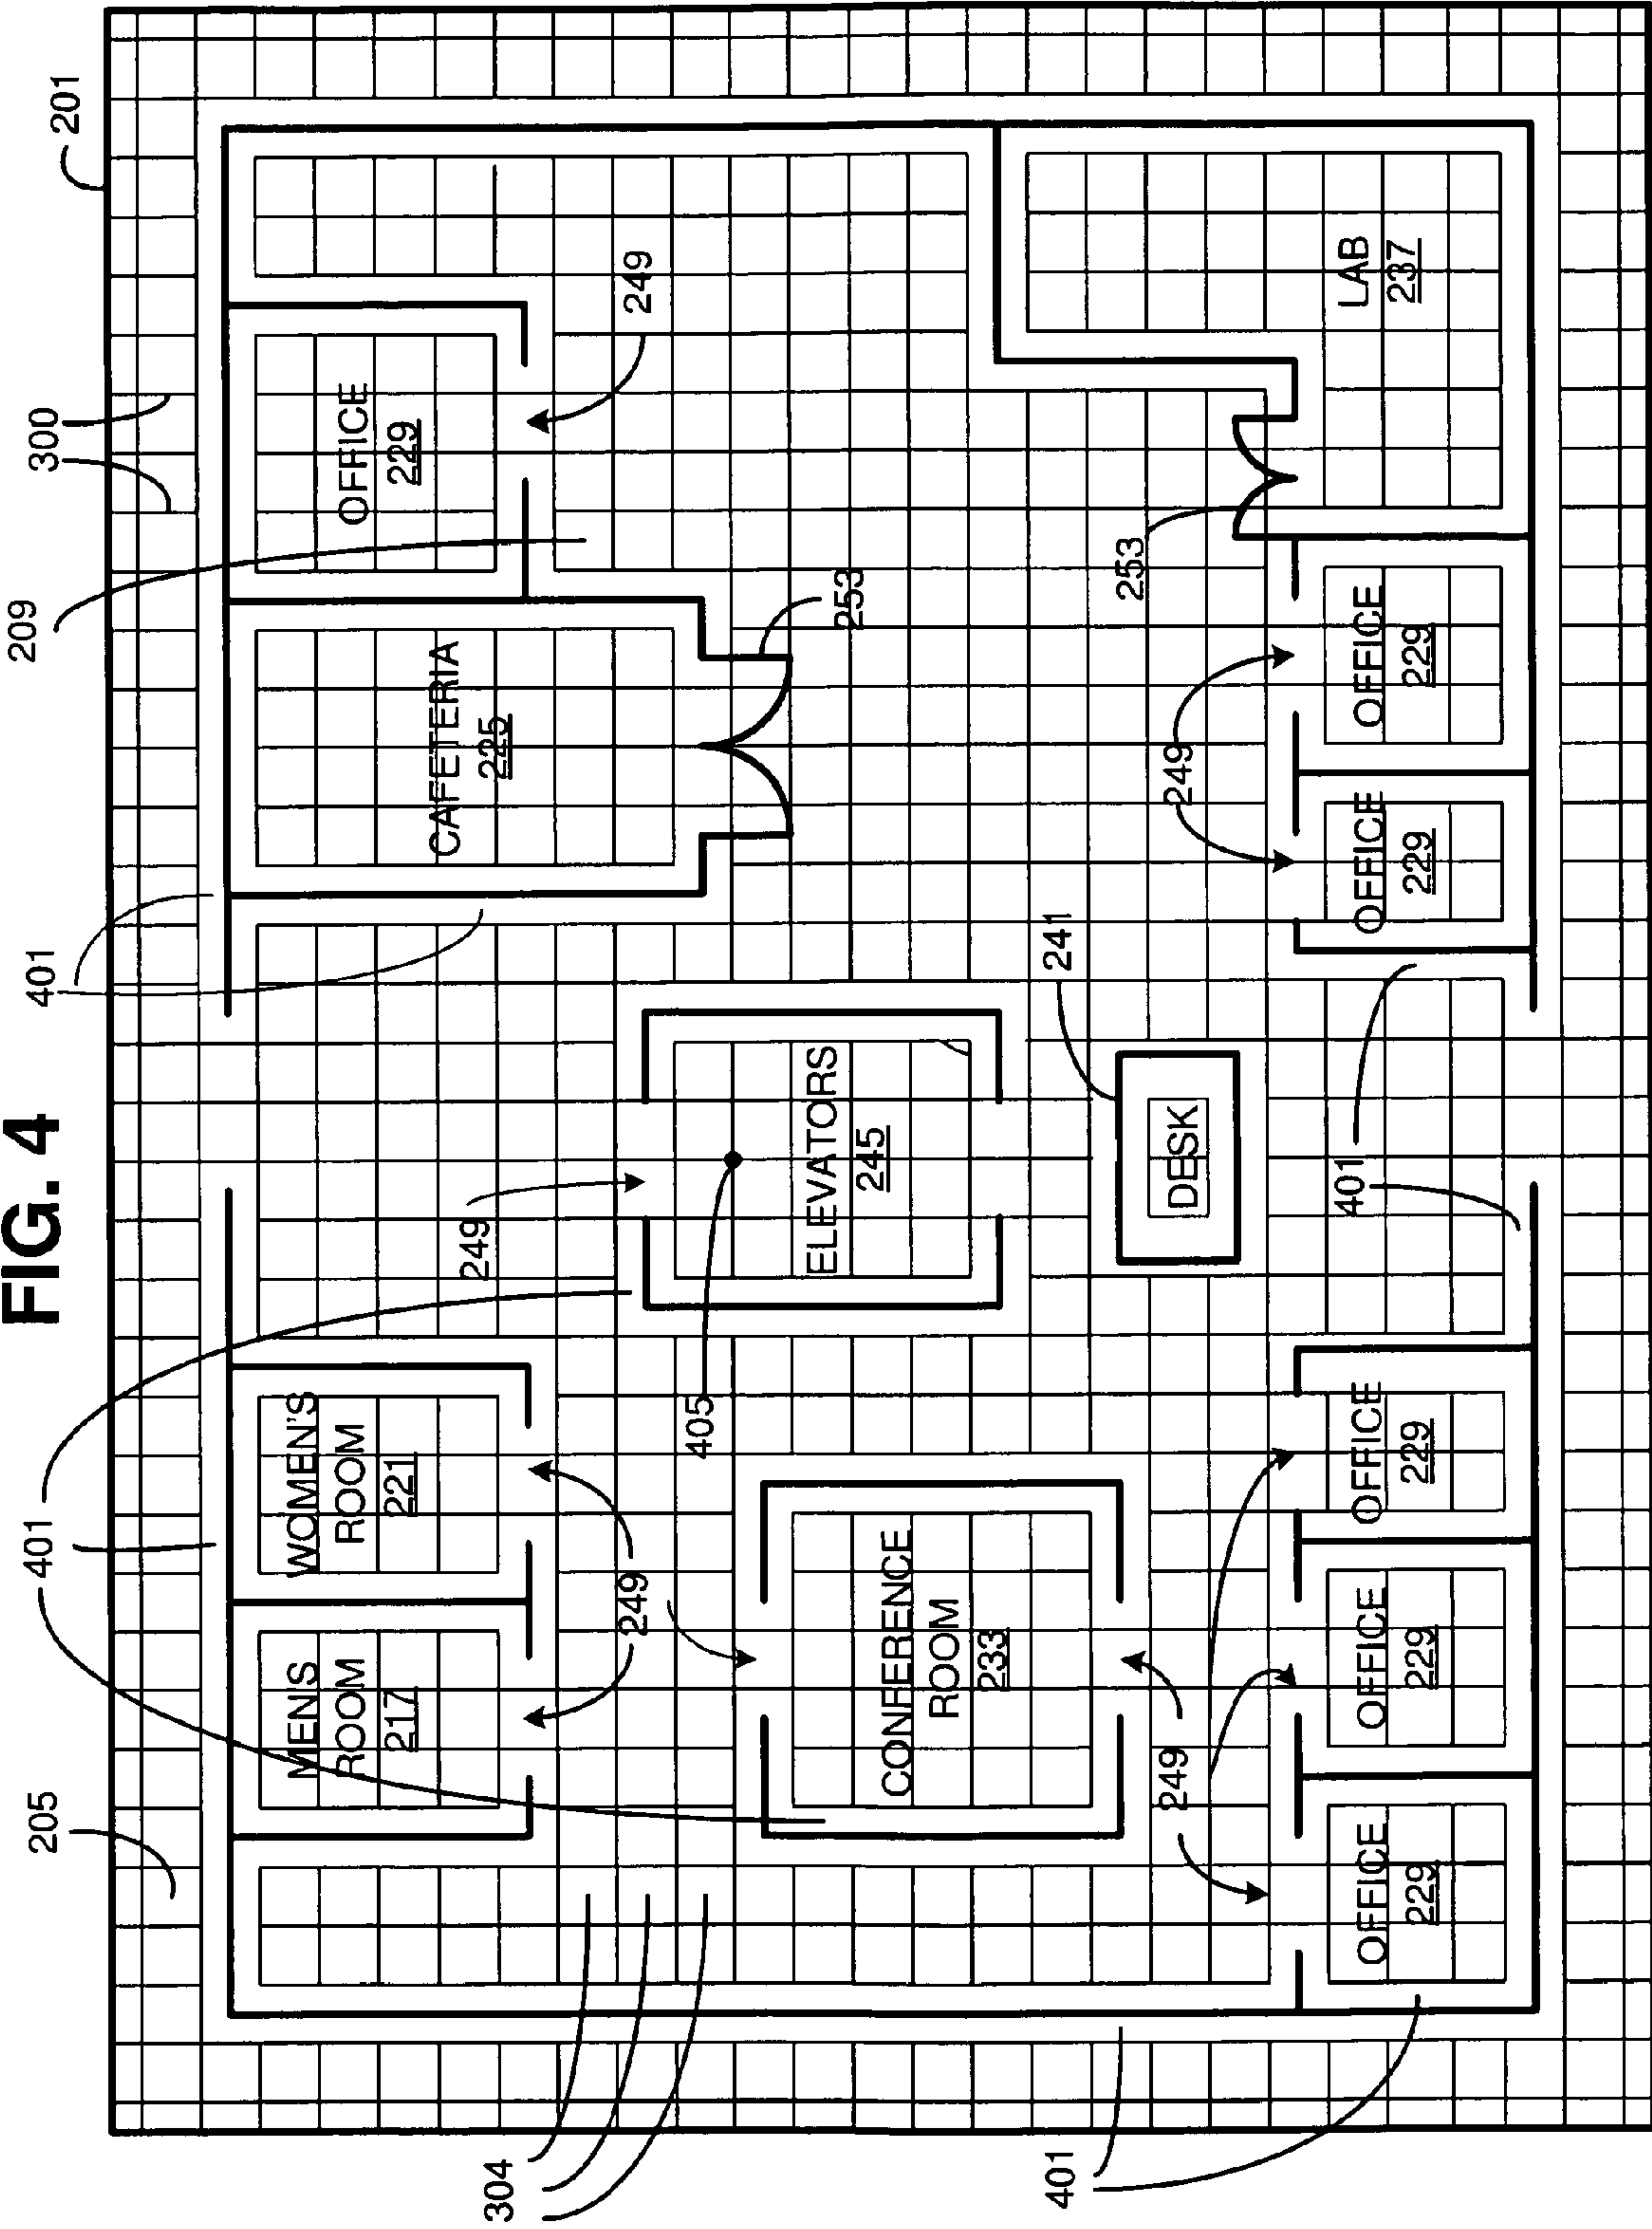 FIG. 4
205
401
401
209
300
201
MENS
ROOM
217
WOMEN'S
ROOM
221
CAFETERIA
225
OFFICE
229
304
249
249
249
405
253
CONFERENCE
ROOM
233
ELEVATORS
245
401
241
249
DESK
249
253
401
OFFICE
229
OFFICE
229
OFFICE
229
OFFICE
229
OFFICE
229
LAB
237